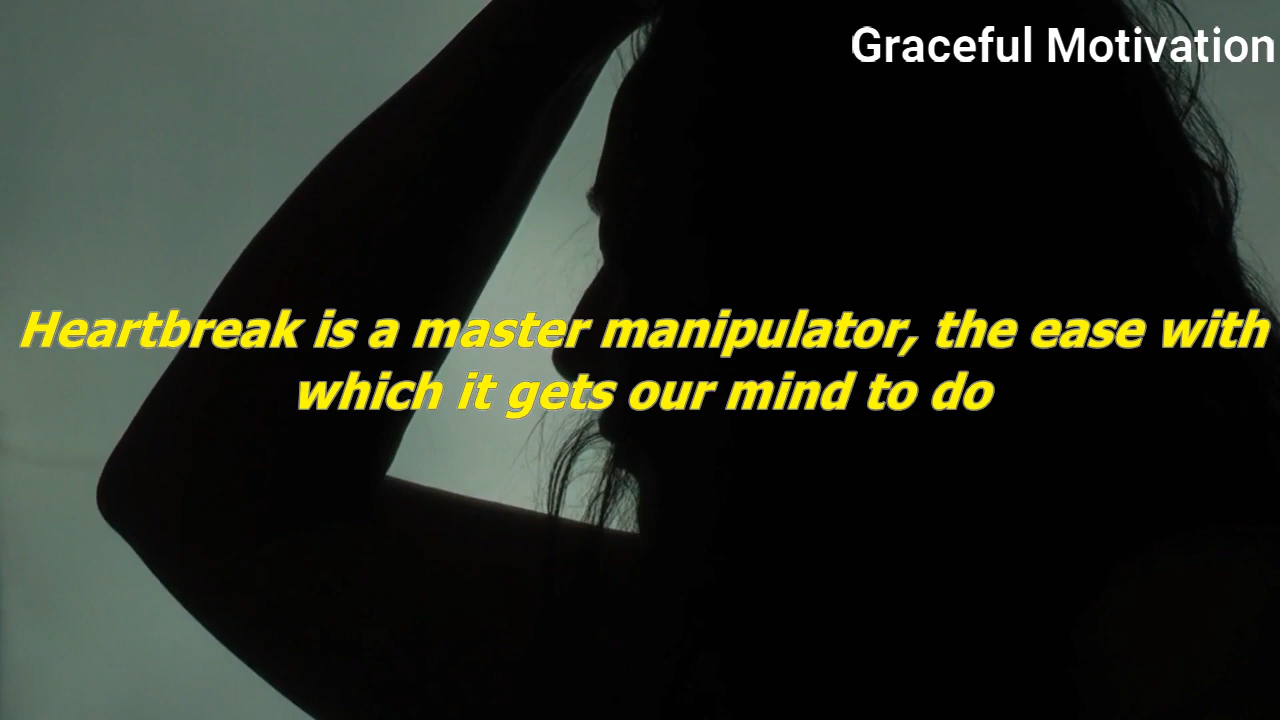 Graceful Motivation
Heartbreak is a master manipulator, the ease with
which it gets our mind to do